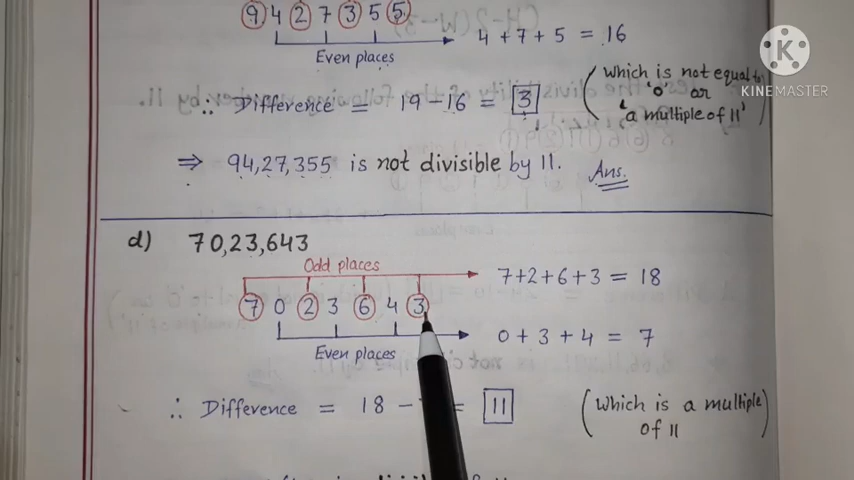 9 4 2 7 3 5 5
Even places
4 + 7 + 5 = 16
∴ Difference = 19 - 16 = 3
(Which is not equal to
'0' or
'a multiple of 11')
⇒ 94,27,355 is not divisible by 11.
Ans.
d) 70,23,643
Odd places
7+2+6+3 = 18
7 0 2 3 6 4 3
0 + 3 + 4 = 7
Even places
∴ Difference = 18 - = 11
(Which is a multiple
of 11)
KINEMASTER